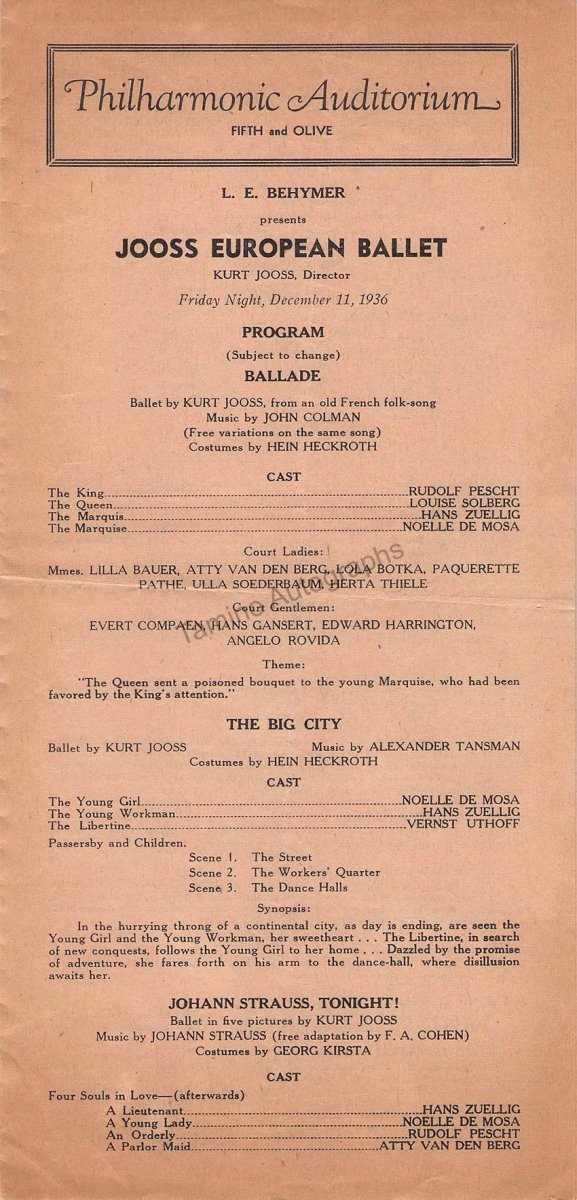 Philharmonic Auditorium
FIFTH and OLIVE
L. E. BEHYMER
presents
JOOSS EUROPEAN BALLET
KURT JOOSS, Director
Friday Night, December 11, 1936
PROGRAM
(Subject to change)
BALLADE
Ballet by KURT JOOSS, from an old French folk-song
Music by JOHN COLMAN
(Free variations on the same song)
Costumes by HEIN HECKROTH
CAST
The King......RUDOLF PESCHT
The Queen......LOUISE SOLBERG
The Marquis......HANS ZUELLIG
The Marquise......NOELLE DE MOSA
Court Ladies:
Mmes. LILLA BAUER, ATTY VAN DEN BERG, LOLA BOTKA, PAQUERETTE
PATHE, ULLA SOEDERBAUM, HERTA THIELE
Tamino Autographs
Court Gentlemen:
EVERT COMPAEN, HANS GANSERT, EDWARD HARRINGTON,
ANGELO ROVIDA
Theme:
"The Queen sent a poisoned bouquet to the young Marquise, who had been
favored by the King's attention."
THE BIG CITY
Ballet by KURT JOOSS Music by ALEXANDER TANSMAN
Costumes by HEIN HECKROTH
CAST
The Young Girl......NOELLE DE MOSA
The Young Workman......HANS ZUELLIG
The Libertine......VERNST UTHOFF
Passersby and Children.
Scene 1. The Street
Scene 2. The Workers' Quarter
Scene 3. The Dance Halls
Synopsis:
In the hurrying throng of a continental city, as day is ending, are seen the
Young Girl and the Young Workman, her sweetheart . . . The Libertine, in search
of new conquests, follows the Young Girl to her home . . . Dazzled by the promise
of adventure, she fares forth on his arm to the dance-hall, where disillusion
awaits her.
JOHANN STRAUSS, TONIGHT!
Ballet in five pictures by KURT JOOSS
Music by JOHANN STRAUSS (free adaptation by F. A. COHEN)
Costumes by GEORG KIRSTA
CAST
Four Souls in Love—(afterwards)
A Lieutenant......HANS ZUELLIG
A Young Lady......NOELLE DE MOSA
An Orderly......RUDOLF PESCHT
A Parlor Maid......ATTY VAN DEN BERG